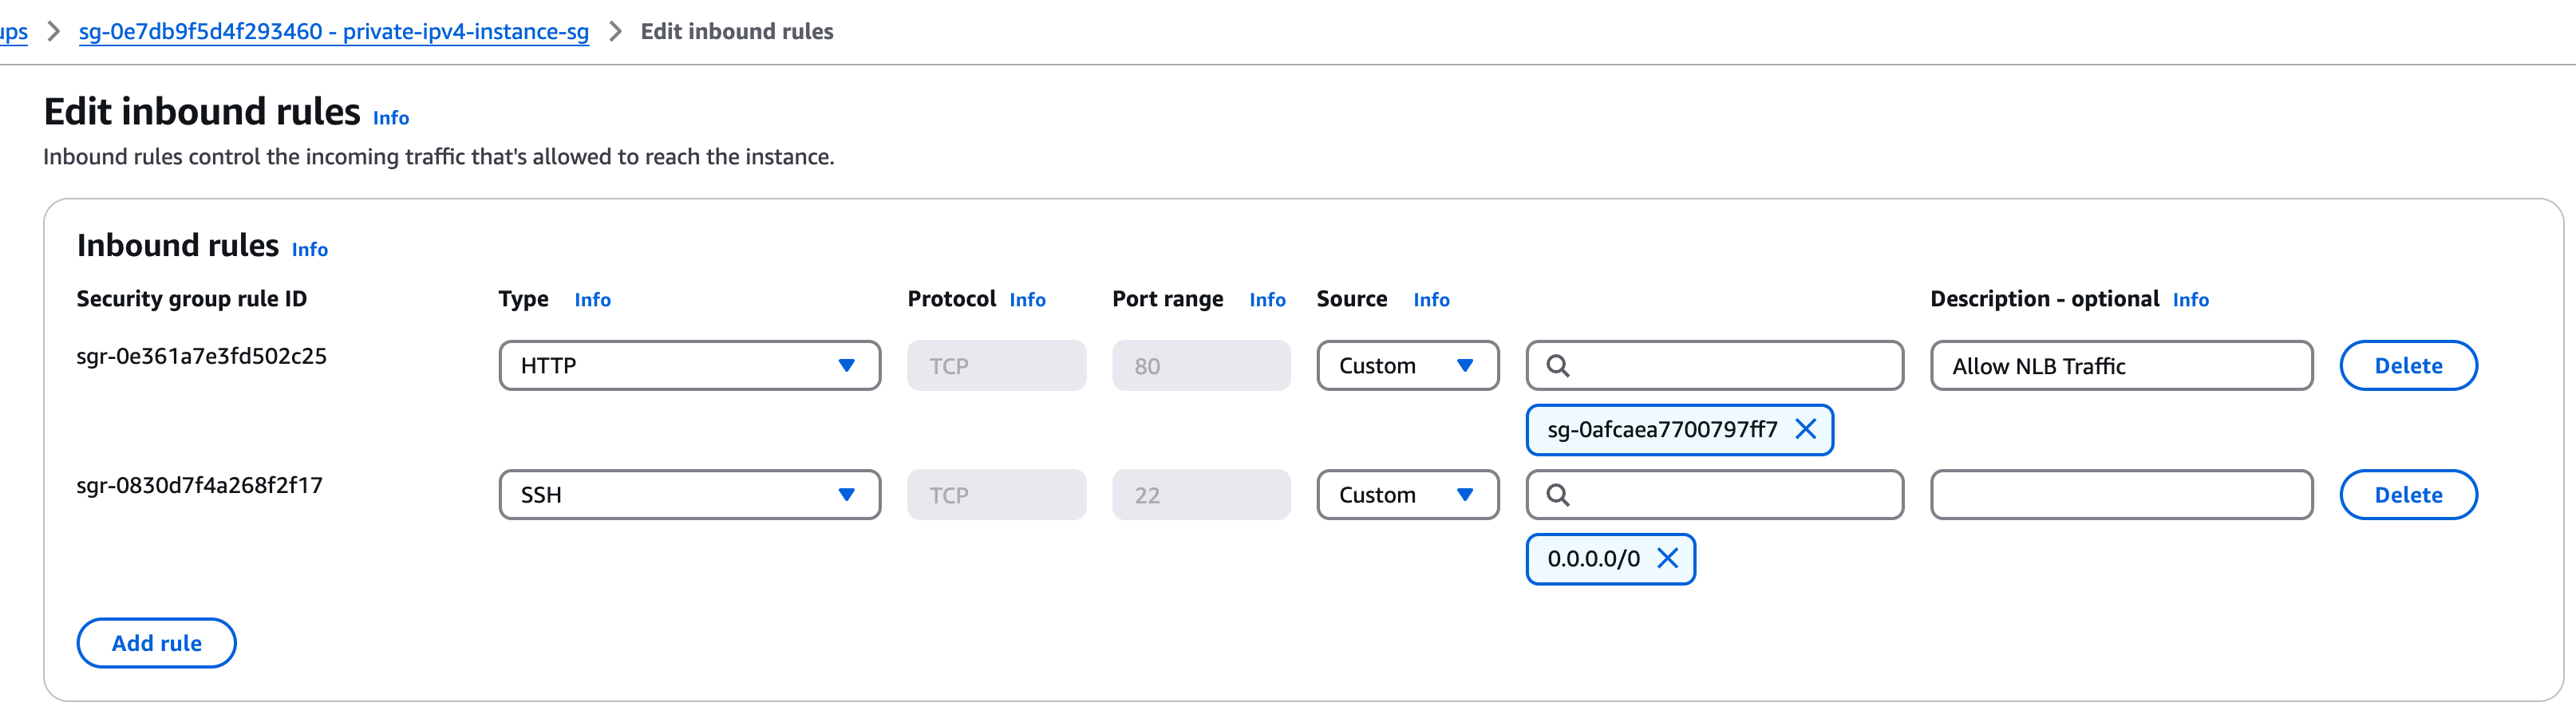 ups > sg-0e7db9f5d4f293460 - private-ipv4-instance-sg > Edit inbound rules
Edit inbound rules Info
Inbound rules control the incoming traffic that's allowed to reach the instance.
Inbound rules Info
Security group rule ID Type Info Protocol Info Port range Info Source Info Description - optional Info
sgr-0e361a7e3fd502c25 HTTP TCP 80 Custom Allow NLB Traffic Delete
sg-0afcaea7700797ff7
sgr-0830d7f4a268f2f17 SSH TCP 22 Custom Delete
0.0.0.0/0
Add rule